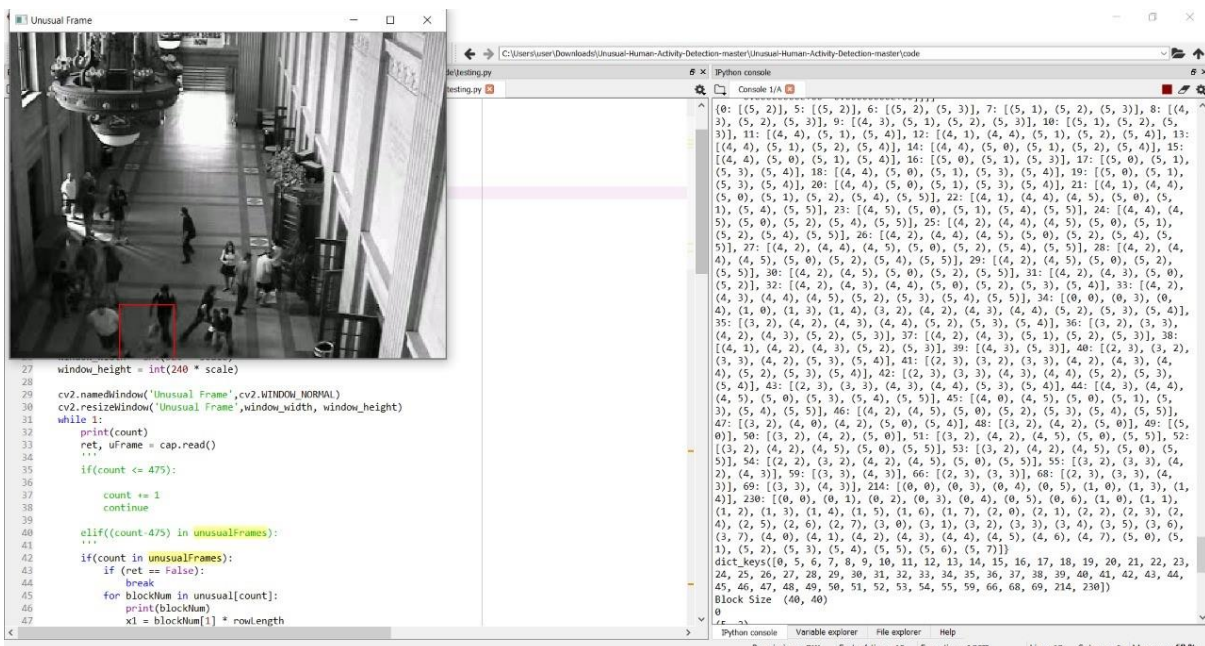 Unusual Frame
NOW
C:\Users\user\Downloads\Unusual-Human-Activity-Detection-master\Unusual-Human-Activity-Detection-master\code
de\testing.py
testing.py
27 window_height = int(240 * scale)
28
29 cv2.namedWindow('Unusual Frame',cv2.WINDOW_NORMAL)
30 cv2.resizeWindow('Unusual Frame',window_width, window_height)
31 while 1:
32 print(count)
33 ret, uFrame = cap.read()
34 '''
35 if(count <= 475):
36
37 count += 1
38 continue
39
40 elif((count-475) in unusualFrames):
41 '''
42 if(count in unusualFrames):
43 if (ret == False):
44 break
45 for blockNum in unusual[count]:
46 print(blockNum)
47 x1 = blockNum[1] * rowLength
IPython console
Console 1/A
{0: [(5, 2)], 5: [(5, 2)], 6: [(5, 2), (5, 3)], 7: [(5, 1), (5, 2), (5, 3)], 8: [(4,
3), (5, 2), (5, 3)], 9: [(4, 3), (5, 1), (5, 2), (5, 3)], 10: [(5, 1), (5, 2), (5,
3)], 11: [(4, 4), (5, 1), (5, 4)], 12: [(4, 1), (4, 4), (5, 1), (5, 2), (5, 4)], 13:
[(4, 4), (5, 1), (5, 2), (5, 4)], 14: [(4, 4), (5, 0), (5, 1), (5, 2), (5, 4)], 15:
[(4, 4), (5, 0), (5, 1), (5, 4)], 16: [(5, 0), (5, 1), (5, 3)], 17: [(5, 0), (5, 1),
(5, 3), (5, 4)], 18: [(4, 4), (5, 0), (5, 1), (5, 3), (5, 4)], 19: [(5, 0), (5, 1),
(5, 3), (5, 4)], 20: [(4, 4), (5, 0), (5, 1), (5, 3), (5, 4)], 21: [(4, 1), (4, 4),
(5, 0), (5, 1), (5, 2), (5, 4), (5, 5)], 22: [(4, 1), (4, 4), (4, 5), (5, 0), (5,
1), (5, 4), (5, 5)], 23: [(4, 5), (5, 0), (5, 1), (5, 4), (5, 5)], 24: [(4, 4), (4,
5), (5, 0), (5, 2), (5, 4), (5, 5)], 25: [(4, 2), (4, 4), (4, 5), (5, 0), (5, 1),
(5, 2), (5, 4), (5, 5)], 26: [(4, 2), (4, 4), (4, 5), (5, 0), (5, 2), (5, 4), (5,
5)], 27: [(4, 2), (4, 4), (4, 5), (5, 0), (5, 2), (5, 4), (5, 5)], 28: [(4, 2), (4,
4), (4, 5), (5, 0), (5, 2), (5, 4), (5, 5)], 29: [(4, 2), (4, 5), (5, 0), (5, 2),
(5, 5)], 30: [(4, 2), (4, 5), (5, 0), (5, 2), (5, 5)], 31: [(4, 2), (4, 3), (5, 0),
(5, 2)], 32: [(4, 2), (4, 3), (4, 4), (5, 0), (5, 2), (5, 3), (5, 4)], 33: [(4, 2),
(4, 3), (4, 4), (4, 5), (5, 2), (5, 3), (5, 4), (5, 5)], 34: [(0, 0), (0, 3), (0,
4), (1, 0), (1, 3), (1, 4), (3, 2), (4, 2), (4, 3), (4, 4), (5, 2), (5, 3), (5, 4)],
35: [(3, 2), (4, 2), (4, 3), (4, 4), (5, 2), (5, 3), (5, 4)], 36: [(3, 2), (3, 3),
(4, 2), (4, 3), (5, 2), (5, 3)], 37: [(4, 2), (4, 3), (5, 1), (5, 2), (5, 3)], 38:
[(4, 1), (4, 2), (4, 3), (5, 2), (5, 3)], 39: [(4, 3), (5, 3)], 40: [(2, 3), (3, 2),
(3, 3), (4, 2), (5, 3), (5, 4)], 41: [(2, 3), (3, 2), (3, 3), (4, 2), (4, 3), (4,
4), (5, 2), (5, 3), (5, 4)], 42: [(2, 3), (3, 3), (4, 3), (4, 4), (5, 2), (5, 3),
(5, 4)], 43: [(2, 3), (3, 3), (4, 3), (4, 4), (5, 3), (5, 4)], 44: [(4, 3), (4, 4),
(4, 5), (5, 0), (5, 3), (5, 4), (5, 5)], 45: [(4, 0), (4, 5), (5, 0), (5, 1), (5,
3), (5, 4), (5, 5)], 46: [(4, 2), (4, 5), (5, 0), (5, 2), (5, 3), (5, 4), (5, 5)],
47: [(3, 2), (4, 0), (4, 2), (5, 0), (5, 4)], 48: [(3, 2), (4, 2), (5, 0)], 49: [(5,
0)], 50: [(3, 2), (4, 2), (5, 0)], 51: [(3, 2), (4, 2), (4, 5), (5, 0), (5, 5)], 52:
[(3, 2), (4, 2), (4, 5), (5, 0), (5, 5)], 53: [(3, 2), (4, 2), (4, 5), (5, 0), (5,
5)], 54: [(2, 2), (3, 2), (4, 2), (4, 5), (5, 0), (5, 5)], 55: [(3, 2), (3, 3), (4,
2), (4, 3)], 59: [(3, 3), (4, 3)], 66: [(2, 3), (3, 3)], 68: [(2, 3), (3, 3), (4,
3)], 69: [(3, 3), (4, 3)], 214: [(0, 0), (0, 3), (0, 4), (0, 5), (1, 0), (1, 3), (1,
4)], 230: [(0, 0), (0, 1), (0, 2), (0, 3), (0, 4), (0, 5), (0, 6), (1, 0), (1, 1),
(1, 2), (1, 3), (1, 4), (1, 5), (1, 6), (1, 7), (2, 0), (2, 1), (2, 2), (2, 3), (2,
4), (2, 5), (2, 6), (2, 7), (3, 0), (3, 1), (3, 2), (3, 3), (3, 4), (3, 5), (3, 6),
(3, 7), (4, 0), (4, 1), (4, 2), (4, 3), (4, 4), (4, 5), (4, 6), (4, 7), (5, 0), (5,
1), (5, 2), (5, 3), (5, 4), (5, 5), (5, 6), (5, 7)]}
dict_keys([0, 5, 6, 7, 8, 9, 10, 11, 12, 13, 14, 15, 16, 17, 18, 19, 20, 21, 22, 23,
24, 25, 26, 27, 28, 29, 30, 31, 32, 33, 34, 35, 36, 37, 38, 39, 40, 41, 42, 43, 44,
45, 46, 47, 48, 49, 50, 51, 52, 53, 54, 55, 59, 66, 68, 69, 214, 230])
Block Size (40, 40)
0
IPython console Variable explorer File explorer Help